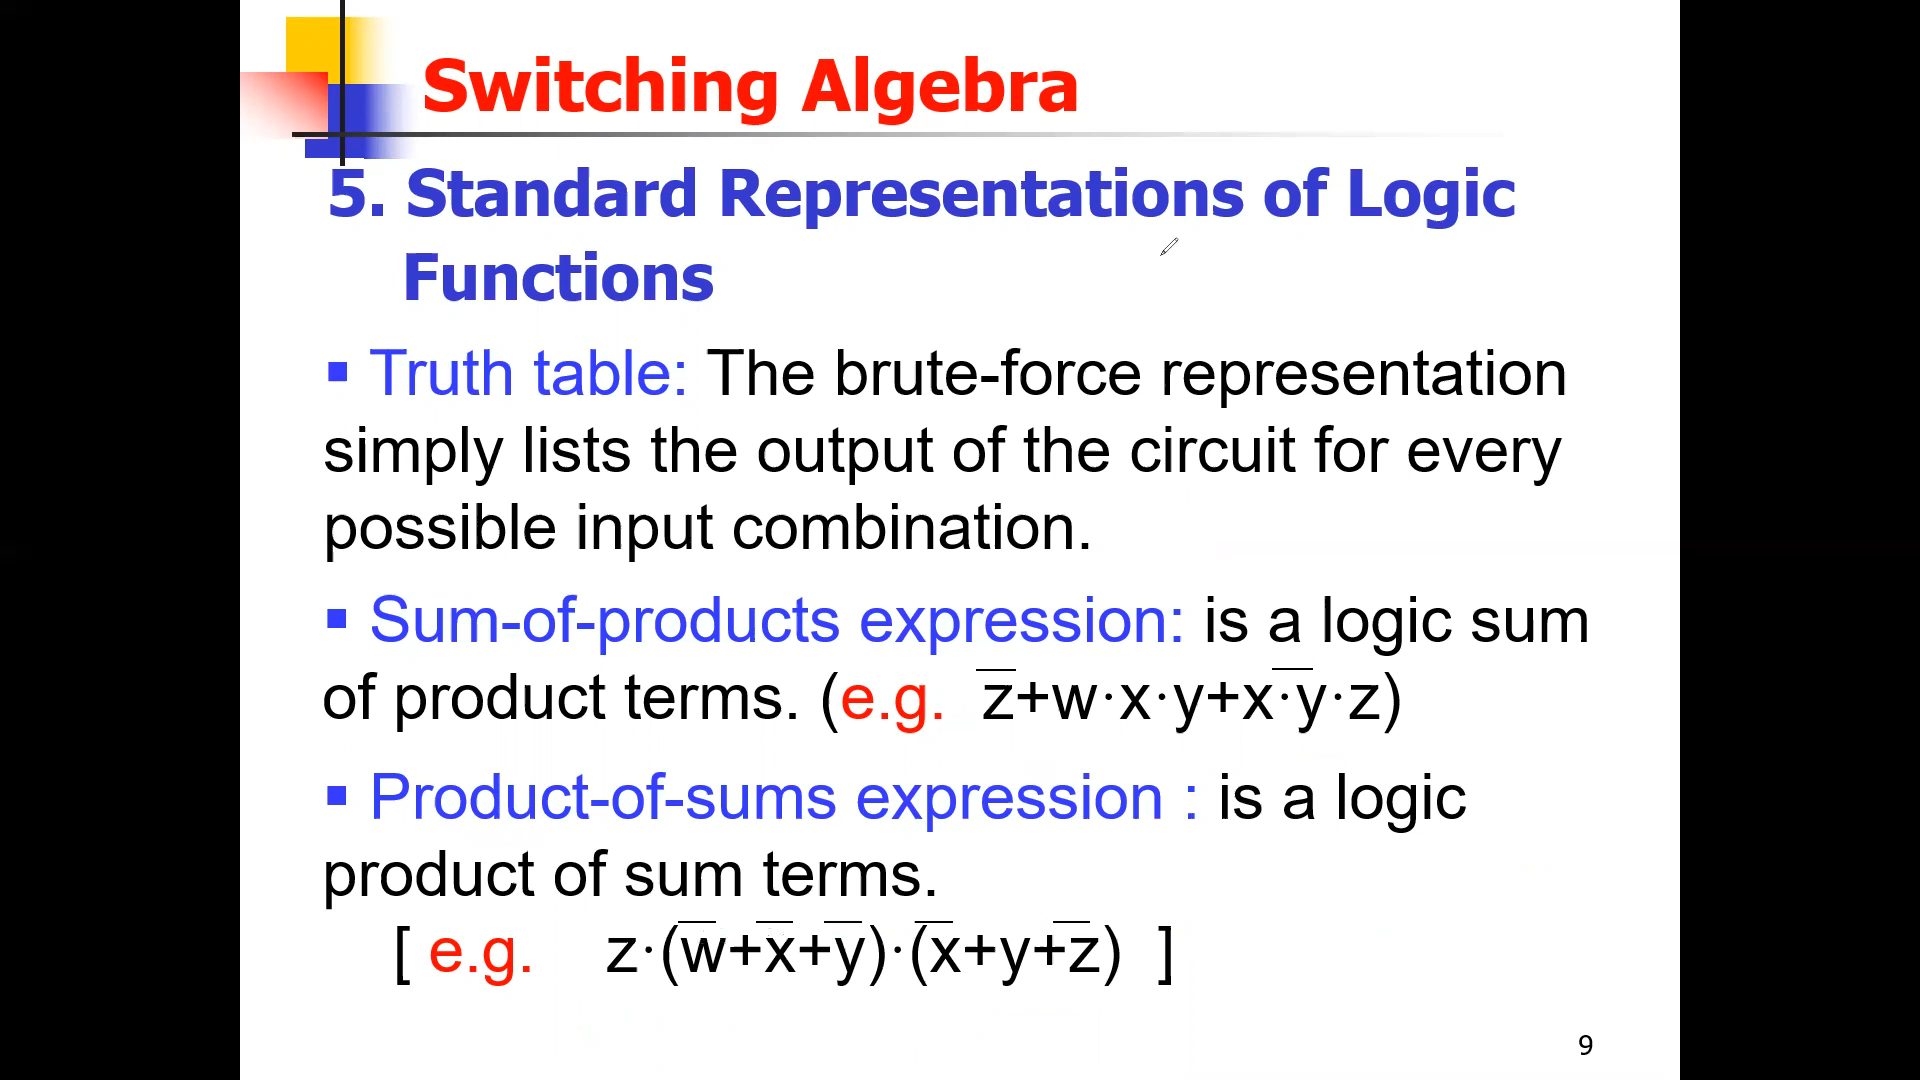 Switching Algebra
5. Standard Representations of Logic
Functions
▪ Truth table: The brute-force representation
simply lists the output of the circuit for every
possible input combination.
▪ Sum-of-products expression: is a logic sum
of product terms. (e.g. z̅+w·x·y+x·y̅·z)
▪ Product-of-sums expression : is a logic
product of sum terms.
[ e.g. z·(w̅+x̅+y̅)·(x̅+y+z̅) ]
9